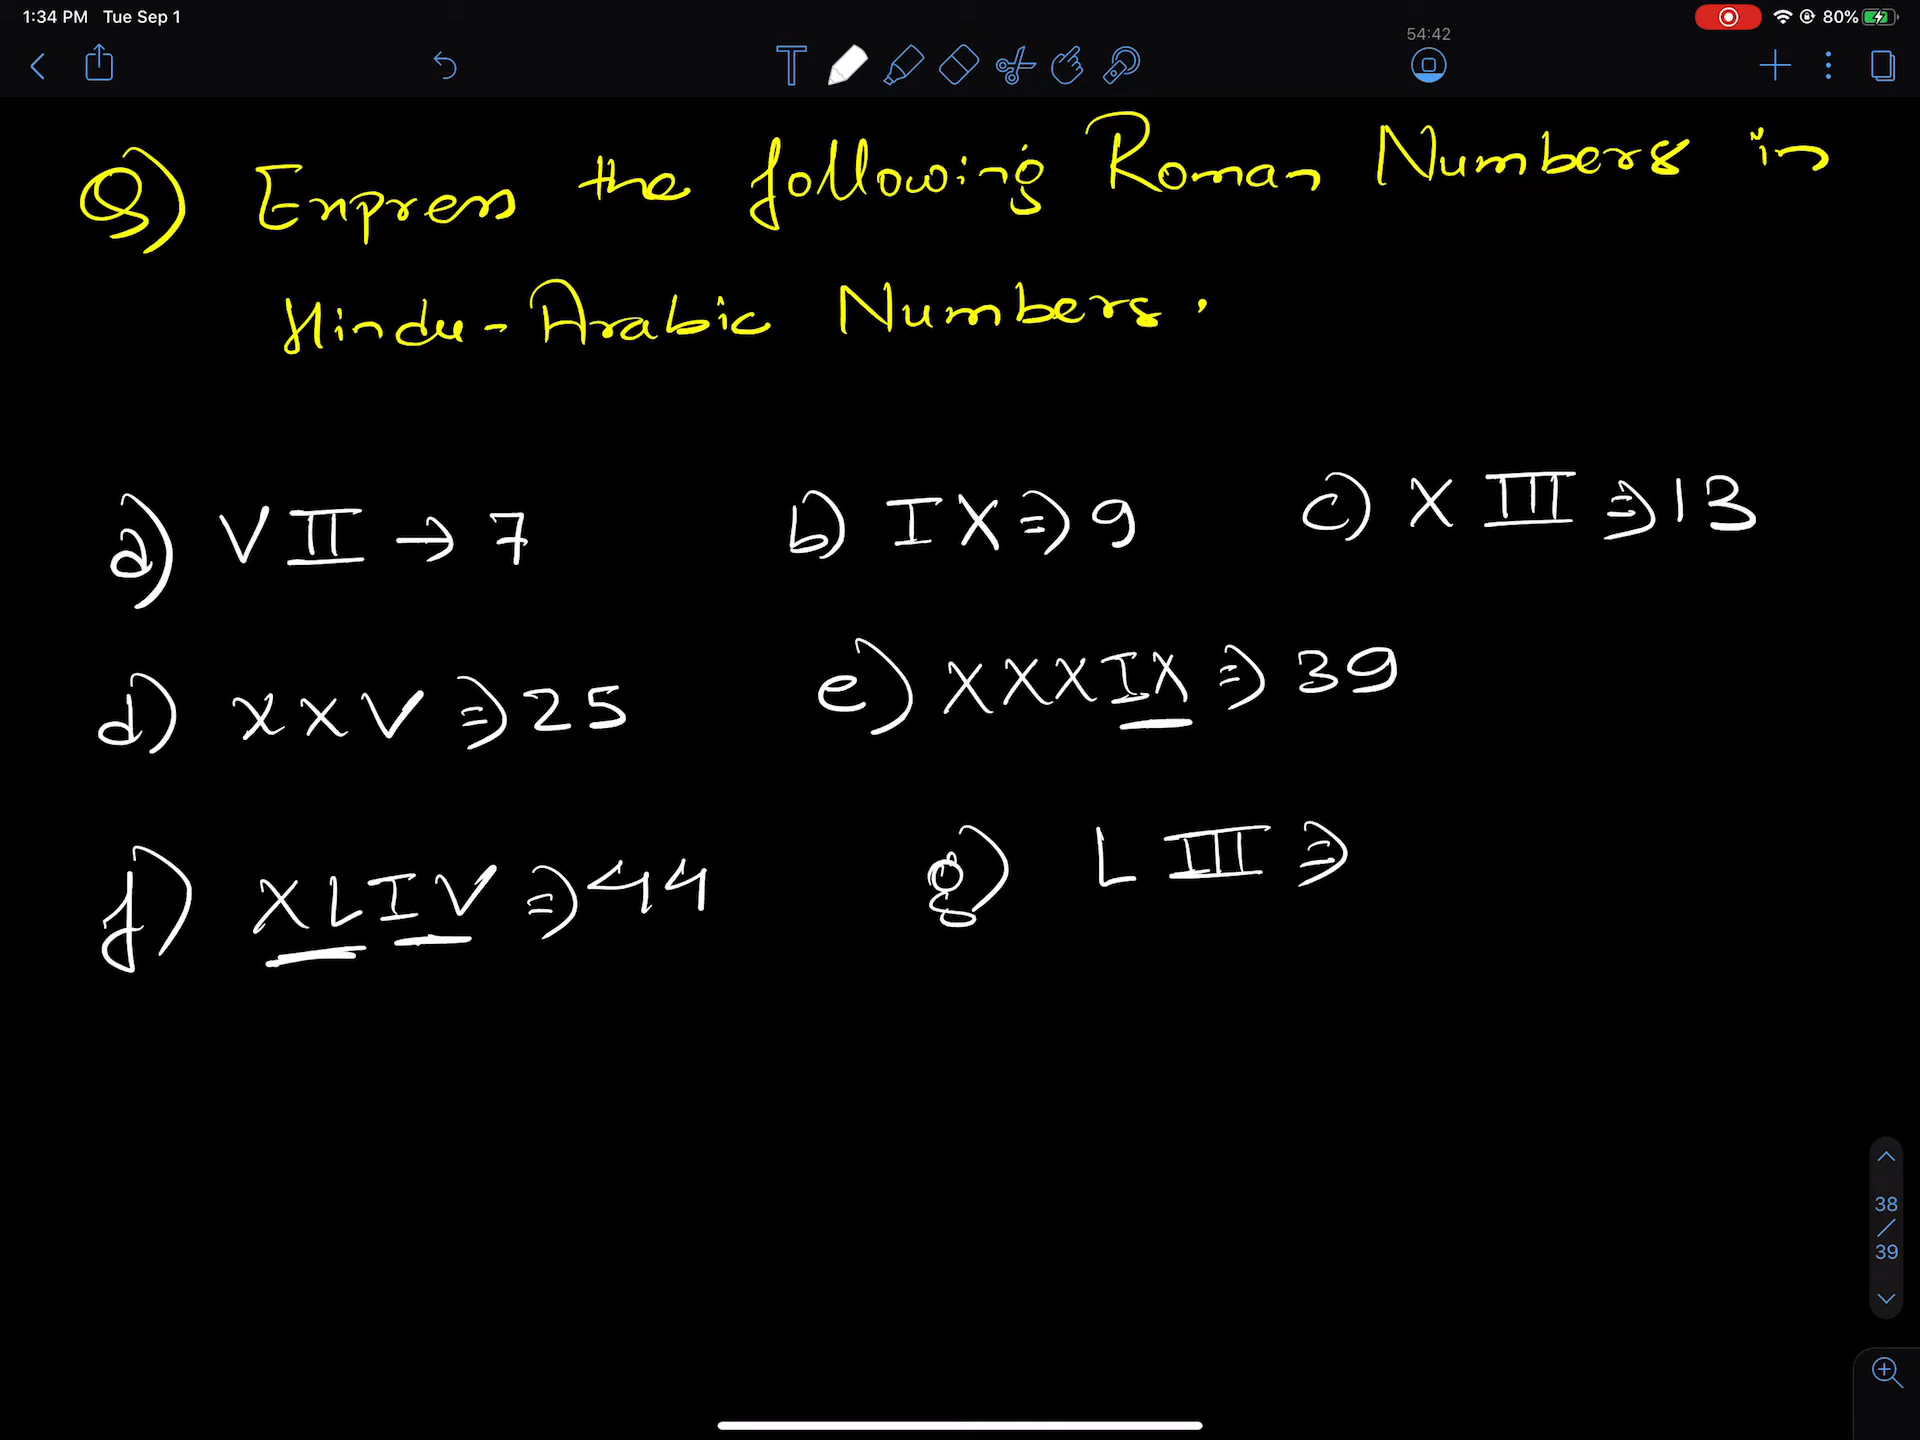 1:34 PM Tue Sep 1
80%
54:42
T
Q) Express the following Roman Numbers in
Hindu-Arabic Numbers.
a) VII → 7 b) IX ⇒ 9 c) XIII ⇒ 13
d) XXV ⇒ 25 e) XXXIX ⇒ 39
f) XLIV ⇒ 44 g) LIII ⇒
38
/
39